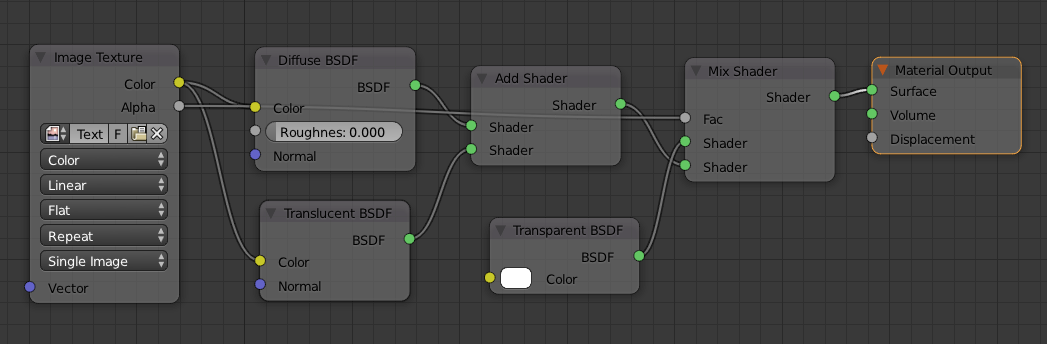 Image Texture
Color
Alpha
Text F
Color
Linear
Flat
Repeat
Single Image
Vector
Diffuse BSDF
BSDF
Color
Roughnes: 0.000
Normal
Translucent BSDF
BSDF
Color
Normal
Add Shader
Shader
Shader
Shader
Transparent BSDF
BSDF
Color
Mix Shader
Shader
Fac
Shader
Shader
Material Output
Surface
Volume
Displacement